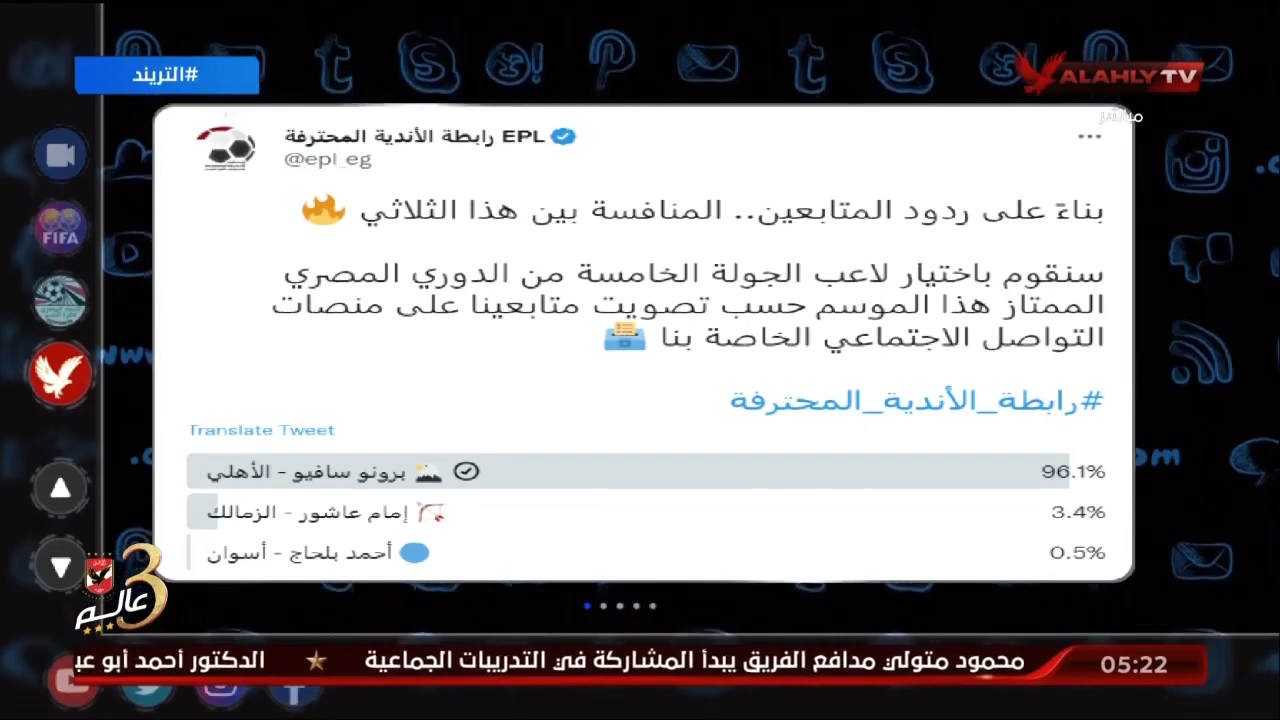 #التريند
ALAHLY TV
مباشر
EPL رابطة الأندية المحترفة
@epl_eg
بناءً على ردود المتابعين.. المنافسة بين هذا الثلاثي 🔥
سنقوم باختيار لاعب الجولة الخامسة من الدوري المصري
الممتاز هذا الموسم حسب تصويت متابعينا على منصات
التواصل الاجتماعي الخاصة بنا 🗳️
#رابطة_الأندية_المحترفة
Translate Tweet
برونو سافيو - الأهلي 96.1%
إمام عاشور - الزمالك 🏹 3.4%
أحمد بلحاج - أسوان 🔵 0.5%
FIFA
3
عالم
محمود متولي مدافع الفريق يبدأ المشاركة في التدريبات الجماعية ★ الدكتور أحمد أبو عب
05:22